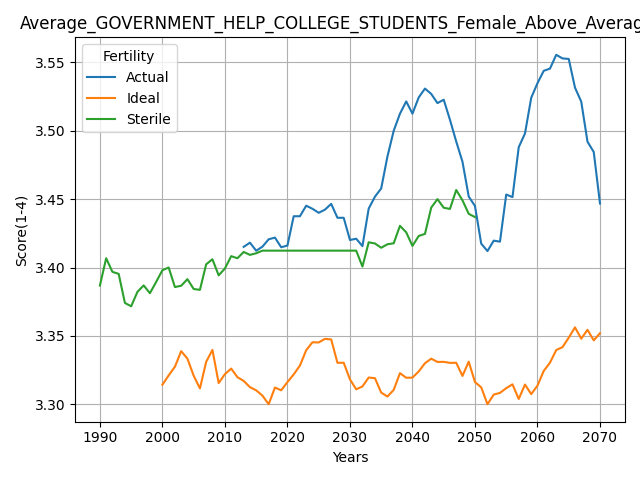 Average_GOVERNMENT_HELP_COLLEGE_STUDENTS_Female_Above_Averag
Fertility
Actual
Ideal
Sterile
Score(1-4)
3.55
3.50
3.45
3.40
3.35
3.30
1990 2000 2010 2020 2030 2040 2050 2060 2070
Years